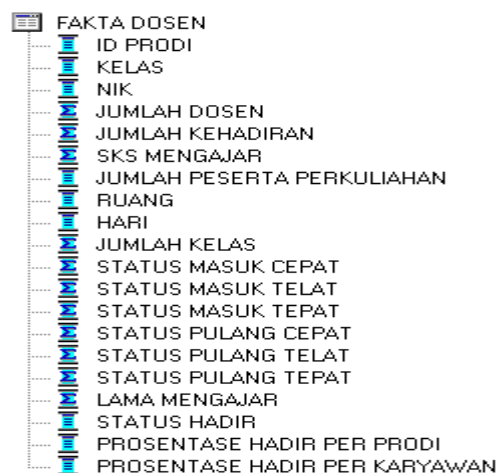 FAKTA DOSEN
ID PRODI
KELAS
NIK
JUMLAH DOSEN
JUMLAH KEHADIRAN
SKS MENGAJAR
JUMLAH PESERTA PERKULIAHAN
RUANG
HARI
JUMLAH KELAS
STATUS MASUK CEPAT
STATUS MASUK TELAT
STATUS MASUK TEPAT
STATUS PULANG CEPAT
STATUS PULANG TELAT
STATUS PULANG TEPAT
LAMA MENGAJAR
STATUS HADIR
PROSENTASE HADIR PER PRODI
PROSENTASE HADIR PER KARYAWAN